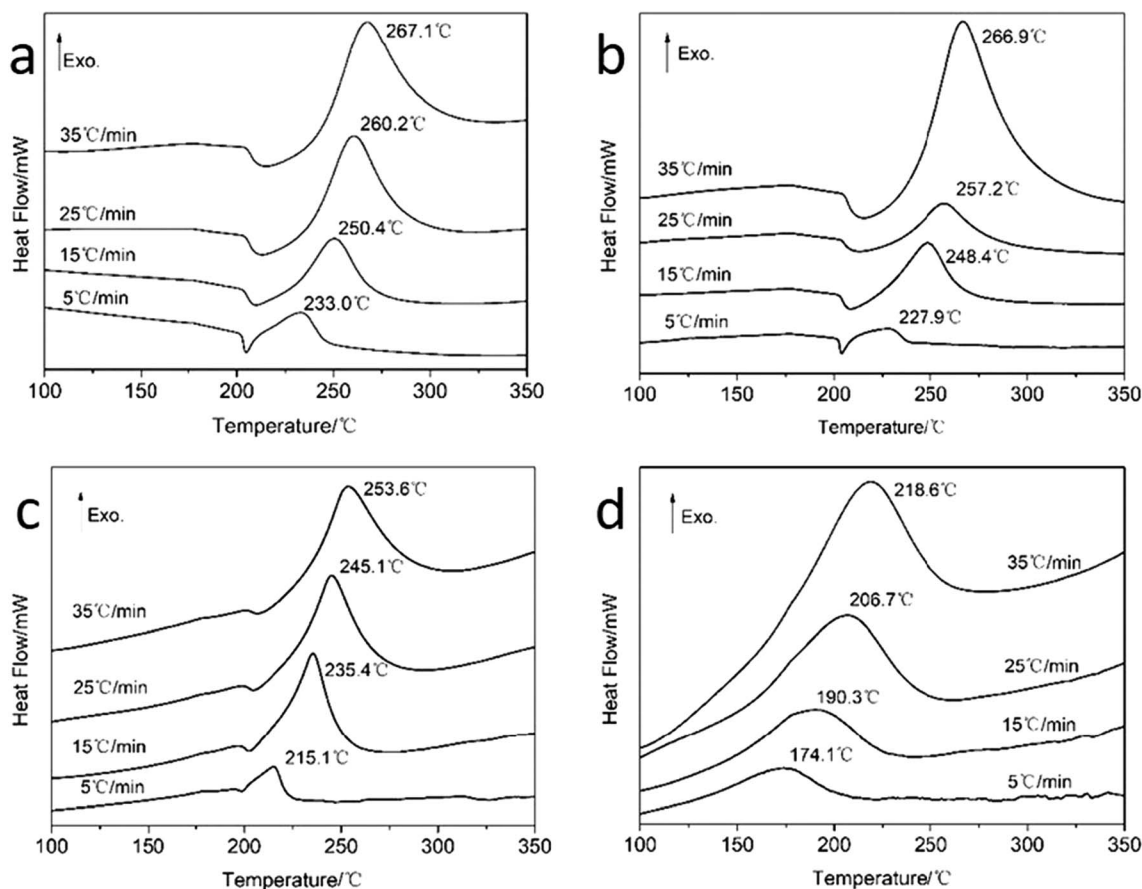 a
Exo.
267.1℃
35℃/min
260.2℃
25℃/min
250.4℃
15℃/min
5℃/min
233.0℃
Heat Flow/mW
100 150 200 250 300 350
Temperature/℃
b
Exo.
266.9℃
35℃/min
257.2℃
25℃/min
248.4℃
15℃/min
5℃/min
227.9℃
Heat Flow/mW
100 150 200 250 300 350
Temperature/℃
c
Exo.
253.6℃
245.1℃
35℃/min
235.4℃
25℃/min
15℃/min
215.1℃
5℃/min
Heat Flow/mW
100 150 200 250 300 350
Temperature/℃
d
Exo.
218.6℃
35℃/min
206.7℃
25℃/min
190.3℃
15℃/min
174.1℃
5℃/min
Heat Flow/mW
100 150 200 250 300 350
Temperature/℃